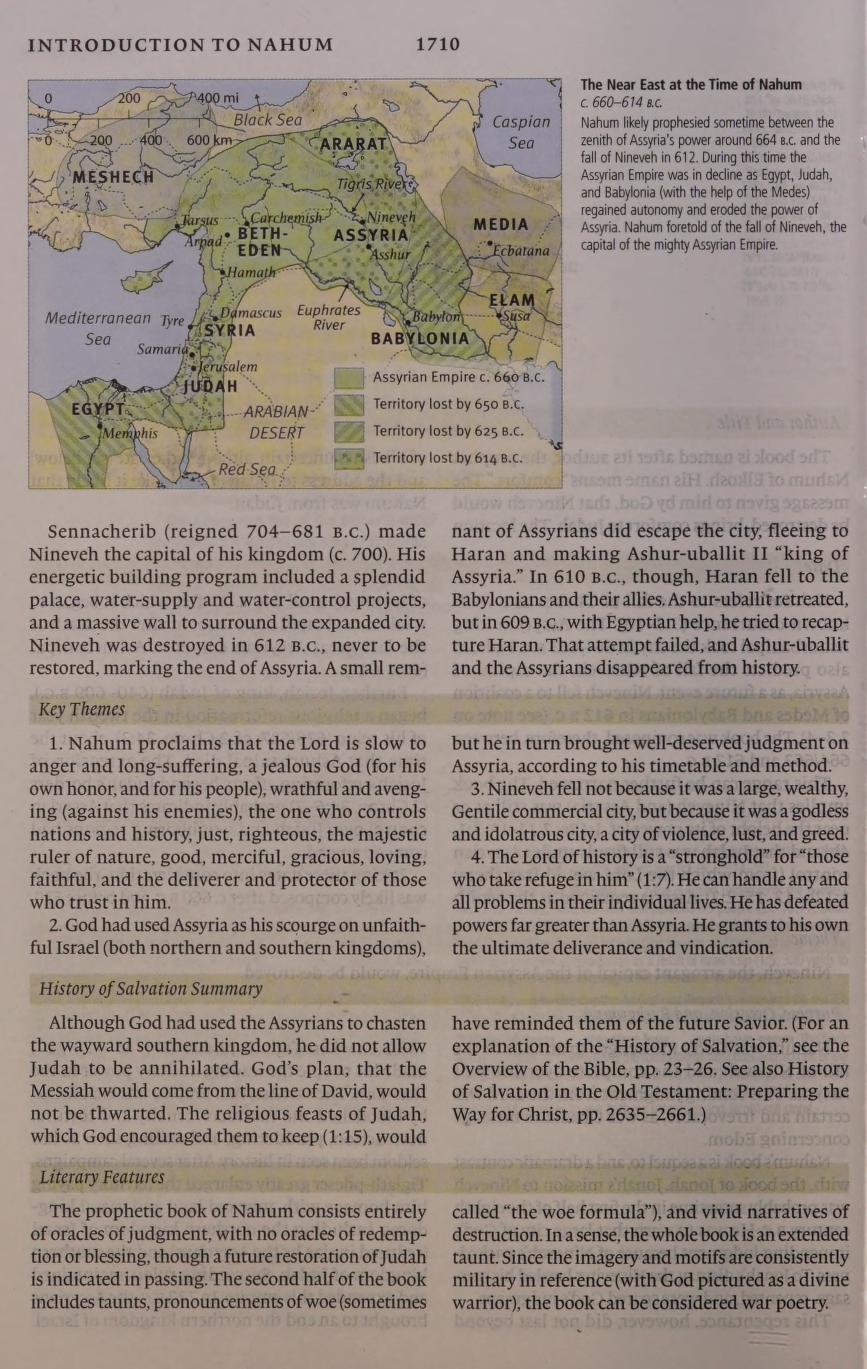 INTRODUCTION TO NAHUM 1710
0 200 400 mi
0 200 400 600 km
Black Sea
Caspian
Sea
ARARAT
MESHECH
Tigris River
Tarsus
Carchemish
Nineveh
BETH-
EDEN
Arpad
ASSYRIA
MEDIA
Asshur
Ecbatana
Hamath
Mediterranean
Sea
Tyre
Damascus
SYRIA
Euphrates
River
ELAM
Babylon
Susa
BABYLONIA
Samaria
Jerusalem
JUDAH
EGYPT
Memphis
ARABIAN
DESERT
Red Sea
Assyrian Empire c. 660 B.C.
Territory lost by 650 B.C.
Territory lost by 625 B.C.
Territory lost by 614 B.C.
The Near East at the Time of Nahum
c. 660–614 B.C.
Nahum likely prophesied sometime between the
zenith of Assyria's power around 664 B.C. and the
fall of Nineveh in 612. During this time the
Assyrian Empire was in decline as Egypt, Judah,
and Babylonia (with the help of the Medes)
regained autonomy and eroded the power of
Assyria. Nahum foretold of the fall of Nineveh, the
capital of the mighty Assyrian Empire.
Sennacherib (reigned 704–681 B.C.) made
Nineveh the capital of his kingdom (c. 700). His
energetic building program included a splendid
palace, water-supply and water-control projects,
and a massive wall to surround the expanded city.
Nineveh was destroyed in 612 B.C., never to be
restored, marking the end of Assyria. A small rem-
nant of Assyrians did escape the city, fleeing to
Haran and making Ashur-uballit II “king of
Assyria.” In 610 B.C., though, Haran fell to the
Babylonians and their allies. Ashur-uballit retreated,
but in 609 B.C., with Egyptian help, he tried to recap-
ture Haran. That attempt failed, and Ashur-uballit
and the Assyrians disappeared from history.
Key Themes
1. Nahum proclaims that the Lord is slow to
anger and long-suffering, a jealous God (for his
own honor, and for his people), wrathful and aveng-
ing (against his enemies), the one who controls
nations and history, just, righteous, the majestic
ruler of nature, good, merciful, gracious, loving,
faithful, and the deliverer and protector of those
who trust in him.
2. God had used Assyria as his scourge on unfaith-
ful Israel (both northern and southern kingdoms),
but he in turn brought well-deserved judgment on
Assyria, according to his timetable and method.
3. Nineveh fell not because it was a large, wealthy,
Gentile commercial city, but because it was a godless
and idolatrous city, a city of violence, lust, and greed.
4. The Lord of history is a “stronghold” for “those
who take refuge in him” (1:7). He can handle any and
all problems in their individual lives. He has defeated
powers far greater than Assyria. He grants to his own
the ultimate deliverance and vindication.
History of Salvation Summary
Although God had used the Assyrians to chasten
the wayward southern kingdom, he did not allow
Judah to be annihilated. God's plan, that the
Messiah would come from the line of David, would
not be thwarted. The religious feasts of Judah,
which God encouraged them to keep (1:15), would
have reminded them of the future Savior. (For an
explanation of the “History of Salvation,” see the
Overview of the Bible, pp. 23–26. See also History
of Salvation in the Old Testament: Preparing the
Way for Christ, pp. 2635–2661.)
Literary Features
The prophetic book of Nahum consists entirely
of oracles of judgment, with no oracles of redemp-
tion or blessing, though a future restoration of Judah
is indicated in passing. The second half of the book
includes taunts, pronouncements of woe (sometimes
called “the woe formula”), and vivid narratives of
destruction. In a sense, the whole book is an extended
taunt. Since the imagery and motifs are consistently
military in reference (with God pictured as a divine
warrior), the book can be considered war poetry.